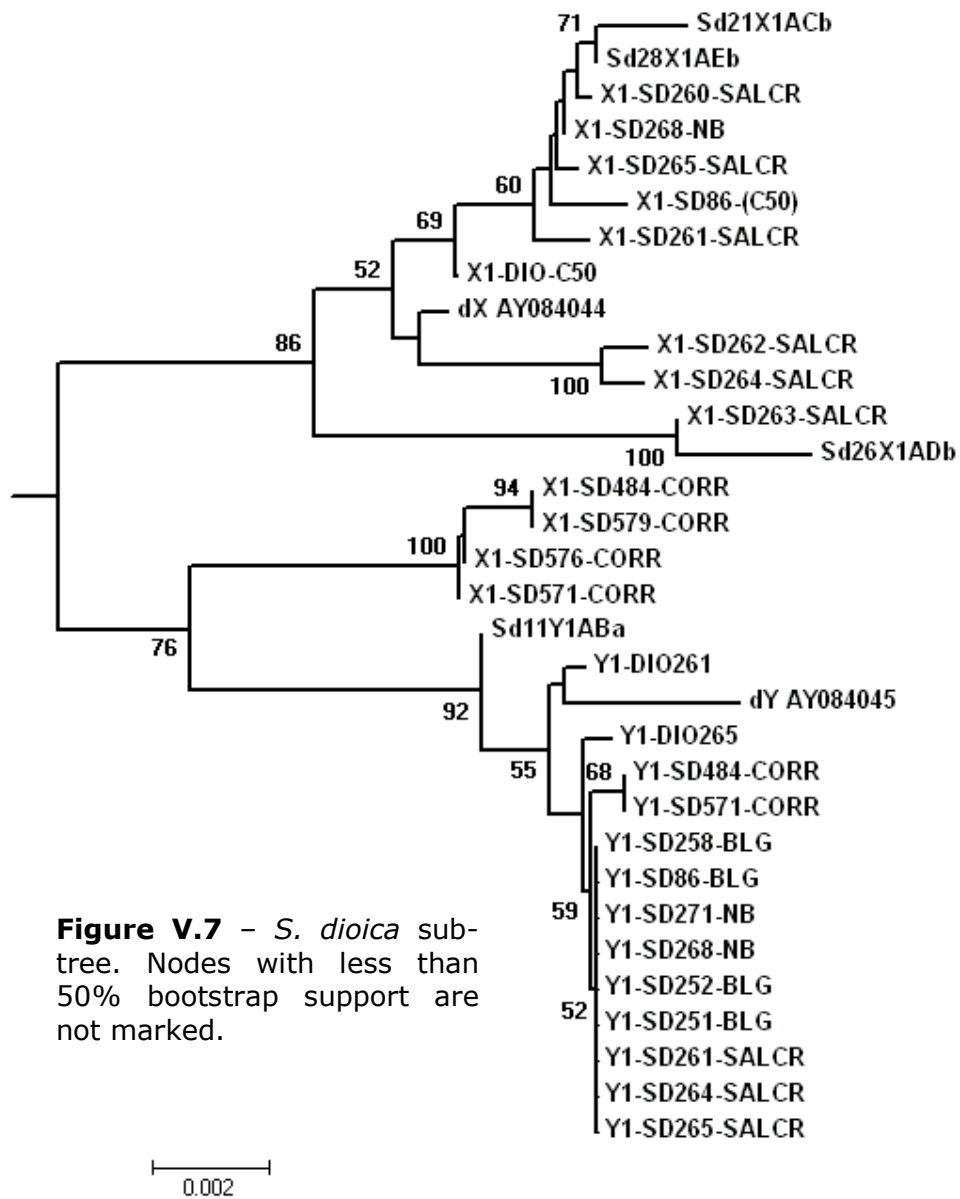 71
Sd21X1ACb
Sd28X1AEb
X1-SD260-SALCR
X1-SD268-NB
X1-SD265-SALCR
60
X1-SD86-(C50)
69
X1-SD261-SALCR
52
X1-DIO-C50
dX AY084044
86
X1-SD262-SALCR
100
X1-SD264-SALCR
X1-SD263-SALCR
100
Sd26X1ADb
94
X1-SD484-CORR
X1-SD579-CORR
100
X1-SD576-CORR
X1-SD571-CORR
76
Sd11Y1ABa
Y1-DIO261
92
dY AY084045
55
Y1-DIO265
68
Y1-SD484-CORR
Y1-SD571-CORR
Y1-SD258-BLG
Y1-SD86-BLG
59
Y1-SD271-NB
Y1-SD268-NB
Y1-SD252-BLG
52
Y1-SD251-BLG
Y1-SD261-SALCR
Y1-SD264-SALCR
Y1-SD265-SALCR
Figure V.7 – S. dioica sub-
tree. Nodes with less than
50% bootstrap support are
not marked.
0.002